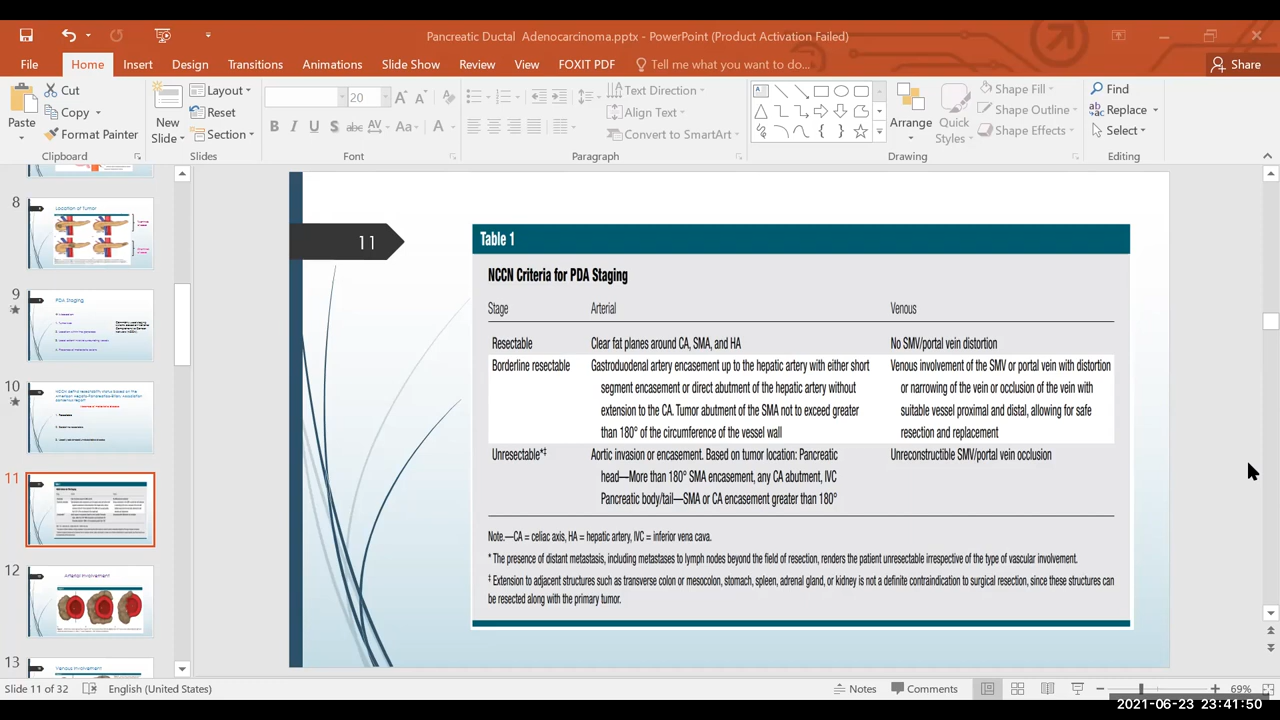 Pancreatic Ductal Adenocarcinoma.pptx - PowerPoint (Product Activation Failed)
File Home Insert Design Transitions Animations Slide Show Review View FOXIT PDF Tell me what you want to do... Share
Paste
Cut
Copy
Format Painter
Clipboard
New Slide
Layout
Reset
Section
Slides
20
B I U S abc AV Aa A
Font
Text Direction
Align Text
Convert to SmartArt
Paragraph
Arrange
Quick Styles
Shape Fill
Shape Outline
Shape Effects
Drawing
Find
Replace
Select
Editing
8
Location of Tumor
9
PDA Staging
10
11
12
Arterial Involvement
13
Venous Involvement
11
Table 1
NCCN Criteria for PDA Staging
Stage Arterial Venous
Resectable Clear fat planes around CA, SMA, and HA No SMV/portal vein distortion
Borderline resectable Gastroduodenal artery encasement up to the hepatic artery with either short Venous involvement of the SMV or portal vein with distortion
segment encasement or direct abutment of the hepatic artery without or narrowing of the vein or occlusion of the vein with
extension to the CA. Tumor abutment of the SMA not to exceed greater suitable vessel proximal and distal, allowing for safe
than 180° of the circumference of the vessel wall resection and replacement
Unresectable*‡ Aortic invasion or encasement. Based on tumor location: Pancreatic Unreconstructible SMV/portal vein occlusion
head—More than 180° SMA encasement, any CA abutment, IVC
Pancreatic body/tail—SMA or CA encasement greater than 180°
Note.—CA = celiac axis, HA = hepatic artery, IVC = inferior vena cava.
* The presence of distant metastasis, including metastases to lymph nodes beyond the field of resection, renders the patient unresectable irrespective of the type of vascular involvement.
‡ Extension to adjacent structures such as transverse colon or mesocolon, stomach, spleen, adrenal gland, or kidney is not a definite contraindication to surgical resection, since these structures can
be resected along with the primary tumor.
Slide 11 of 32 English (United States) Notes Comments 69%
2021-06-23 23:41:50